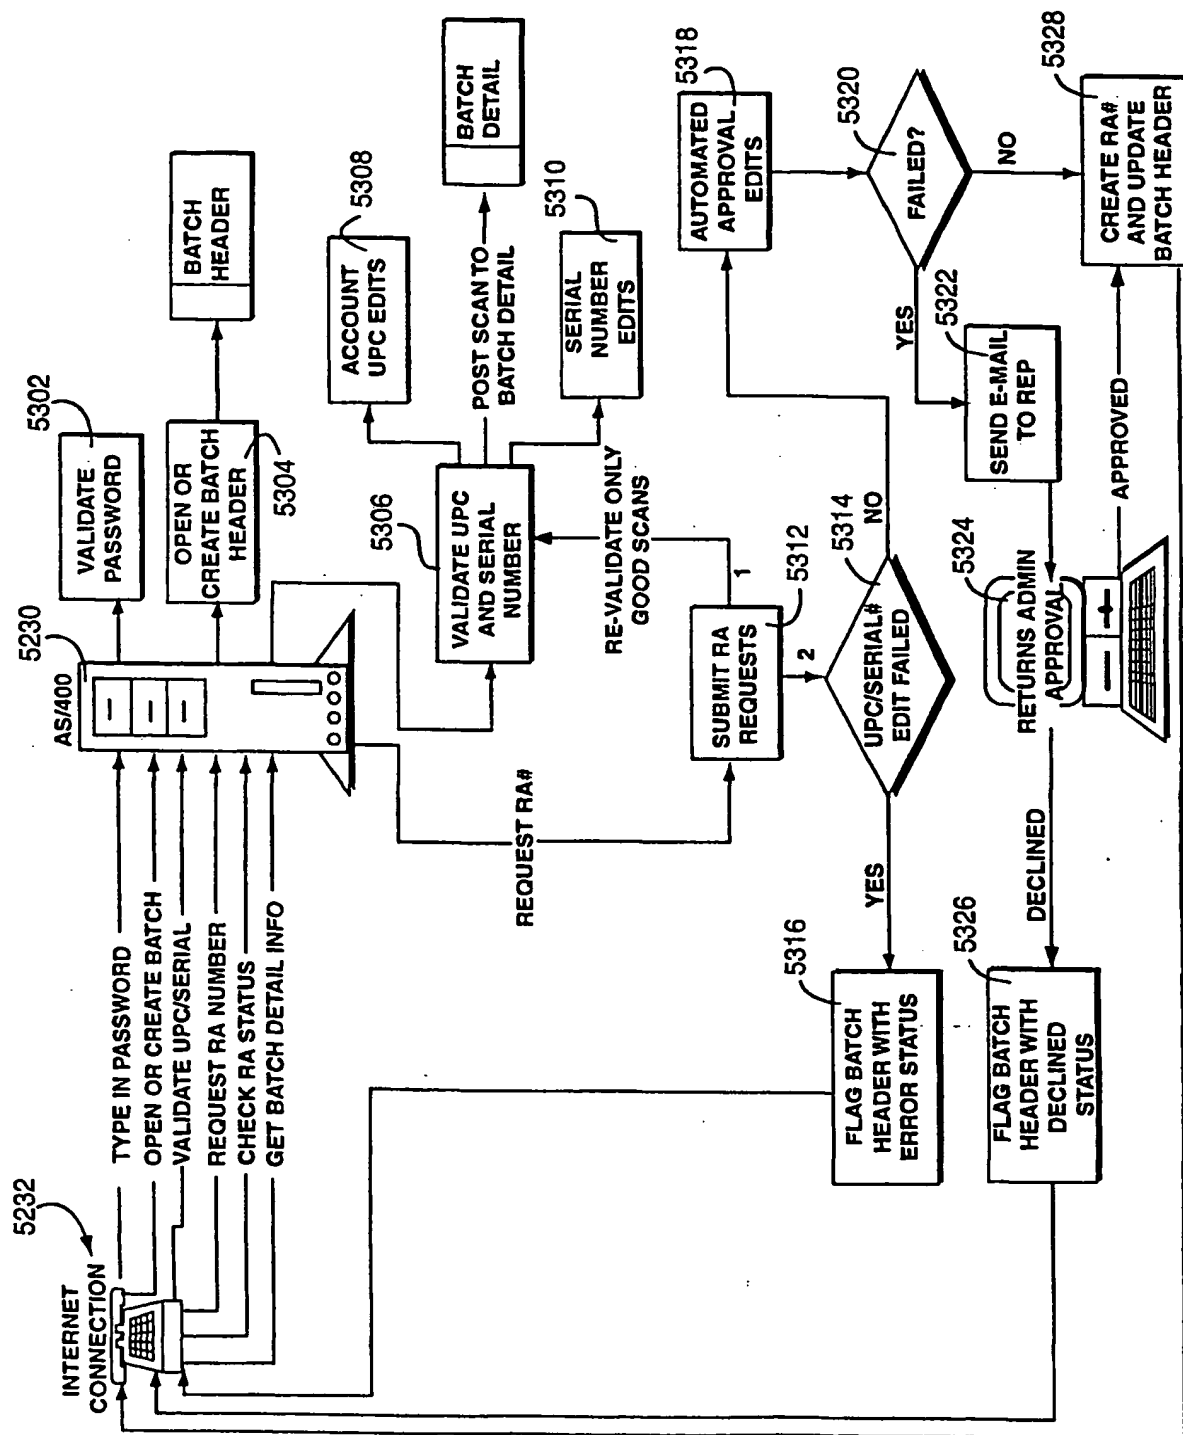 5232
INTERNET
CONNECTION
TYPE IN PASSWORD
OPEN OR CREATE BATCH
VALIDATE UPC/SERIAL
REQUEST RA NUMBER
CHECK RA STATUS
GET BATCH DETAIL INFO
AS/400
5230
5302
VALIDATE
PASSWORD
OPEN OR
CREATE BATCH
HEADER
5304
BATCH
HEADER
5306
VALIDATE UPC
AND SERIAL
NUMBER
ACCOUNT
UPC EDITS
5308
POST SCAN TO
BATCH DETAIL
BATCH
DETAIL
SERIAL
NUMBER
EDITS
5310
REQUEST RA#
RE-VALIDATE ONLY
GOOD SCANS
1
SUBMIT RA
REQUESTS
5312
2
UPC/SERIAL#
EDIT FAILED
5314
YES
NO
5316
FLAG BATCH
HEADER WITH
ERROR STATUS
AUTOMATED
APPROVAL
EDITS
5318
FAILED?
5320
YES
NO
5322
SEND E-MAIL
TO REP
5324
RETURNS ADMIN
APPROVAL
DECLINED
APPROVED
5326
FLAG BATCH
HEADER WITH
DECLINED
STATUS
5328
CREATE RA#
AND UPDATE
BATCH HEADER